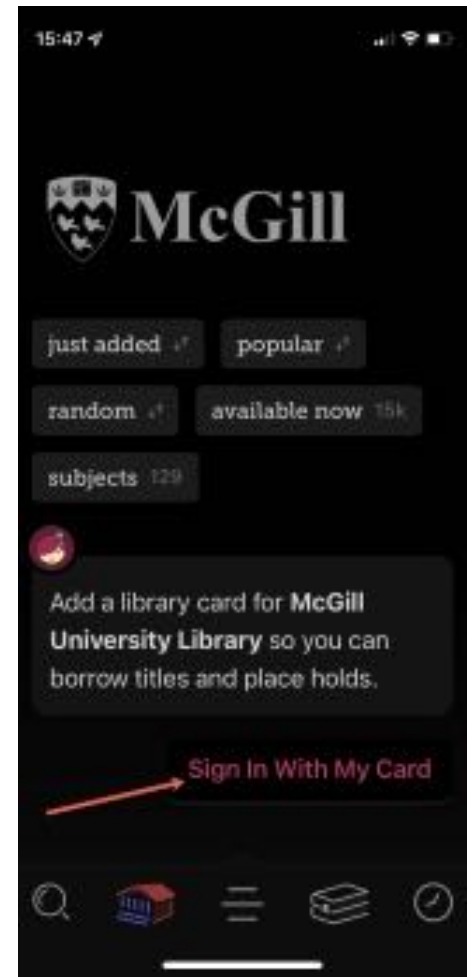 15:47
McGill
just added popular
random available now 15k
subjects 129
Add a library card for McGill
University Library so you can
borrow titles and place holds.
Sign In With My Card